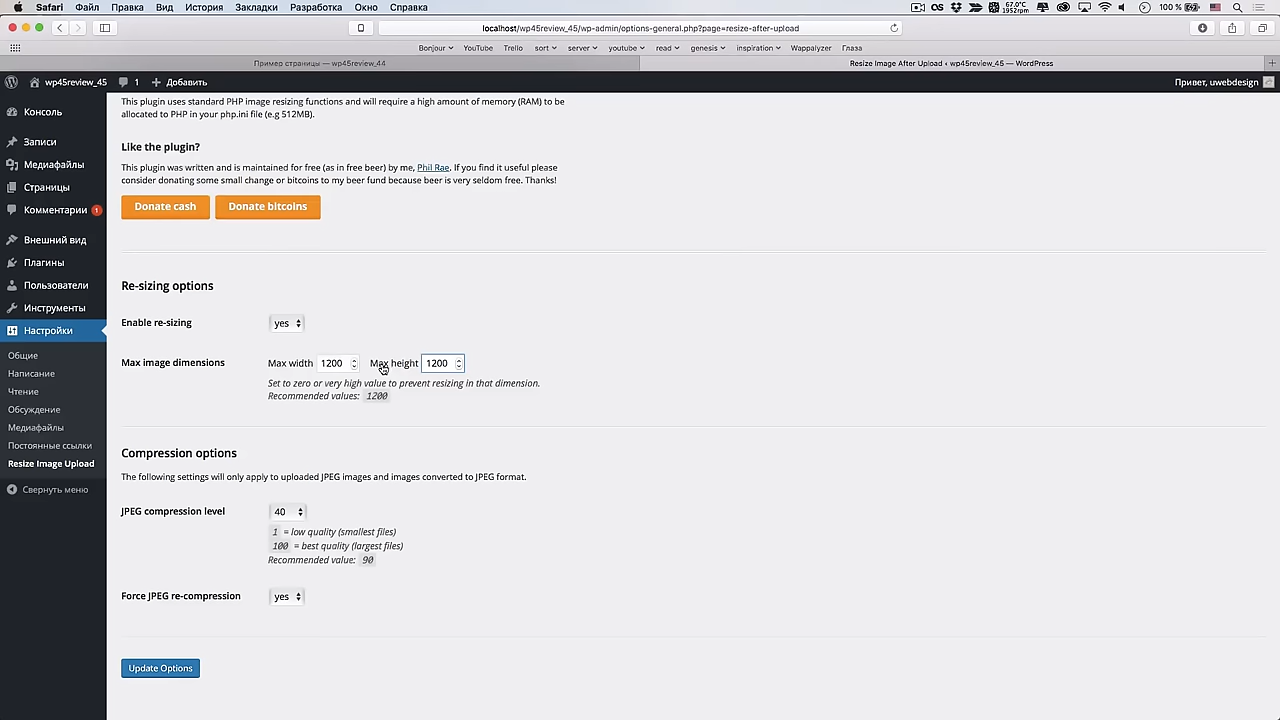 Safari Файл Правка Вид История Закладки Разработка Окно Справка
67.0°C
1952rpm
100 %
localhost/wp45review_45/wp-admin/options-general.php?page=resize-after-upload
Bonjour YouTube Trello sort server youtube read genesis inspiration Wappalyzer Глаза
Пример страницы — wp45review_44
Resize Image After Upload ‹ wp45review_45 — WordPress
wp45review_45 1 + Добавить
Привет, uwebdesign
Консоль
Записи
Медиафайлы
Страницы
Комментарии 1
Внешний вид
Плагины
Пользователи
Инструменты
Настройки
Общие
Написание
Чтение
Обсуждение
Медиафайлы
Постоянные ссылки
Resize Image Upload
Свернуть меню
This plugin uses standard PHP image resizing functions and will require a high amount of memory (RAM) to be
allocated to PHP in your php.ini file (e.g 512MB).
Like the plugin?
This plugin was written and is maintained for free (as in free beer) by me, Phil Rae. If you find it useful please
consider donating some small change or bitcoins to my beer fund because beer is very seldom free. Thanks!
Donate cash Donate bitcoins
Re-sizing options
Enable re-sizing yes
Max image dimensions Max width 1200 Max height 1200
Set to zero or very high value to prevent resizing in that dimension.
Recommended values: 1200
Compression options
The following settings will only apply to uploaded JPEG images and images converted to JPEG format.
JPEG compression level 40
1 = low quality (smallest files)
100 = best quality (largest files)
Recommended value: 90
Force JPEG re-compression yes
Update Options